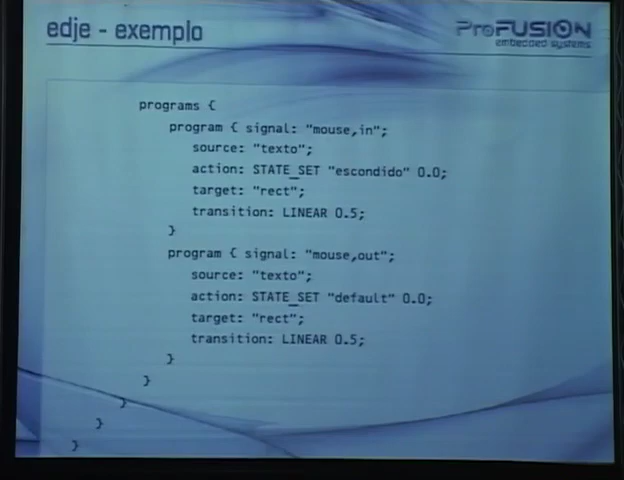 edje - exemplo
ProFUSION
embedded systems
programs {
program { signal: "mouse,in";
source: "texto";
action: STATE_SET "escondido" 0.0;
target: "rect";
transition: LINEAR 0.5;
}
program { signal: "mouse,out";
source: "texto";
action: STATE_SET "default" 0.0;
target: "rect";
transition: LINEAR 0.5;
}
}
}
}
}